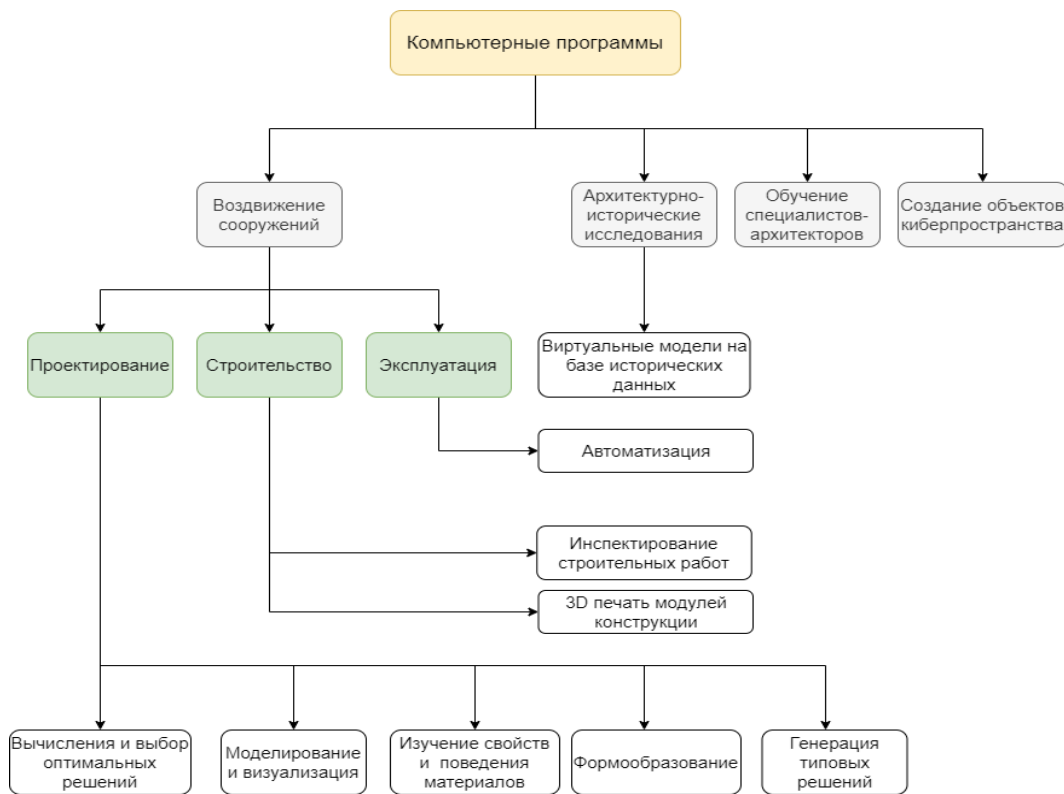 Компьютерные программы
Воздвижение
сооружений
Архитектурно-
исторические
исследования
Обучение
специалистов-
архитекторов
Создание объектов
киберпространства
Проектирование
Строительство
Эксплуатация
Виртуальные модели на
базе исторических
данных
Автоматизация
Инспектирование
строительных работ
3D печать модулей
конструкции
Вычисления и выбор
оптимальных
решений
Моделирование
и визуализация
Изучение свойств
и поведения
материалов
Формообразование
Генерация
типовых
решений